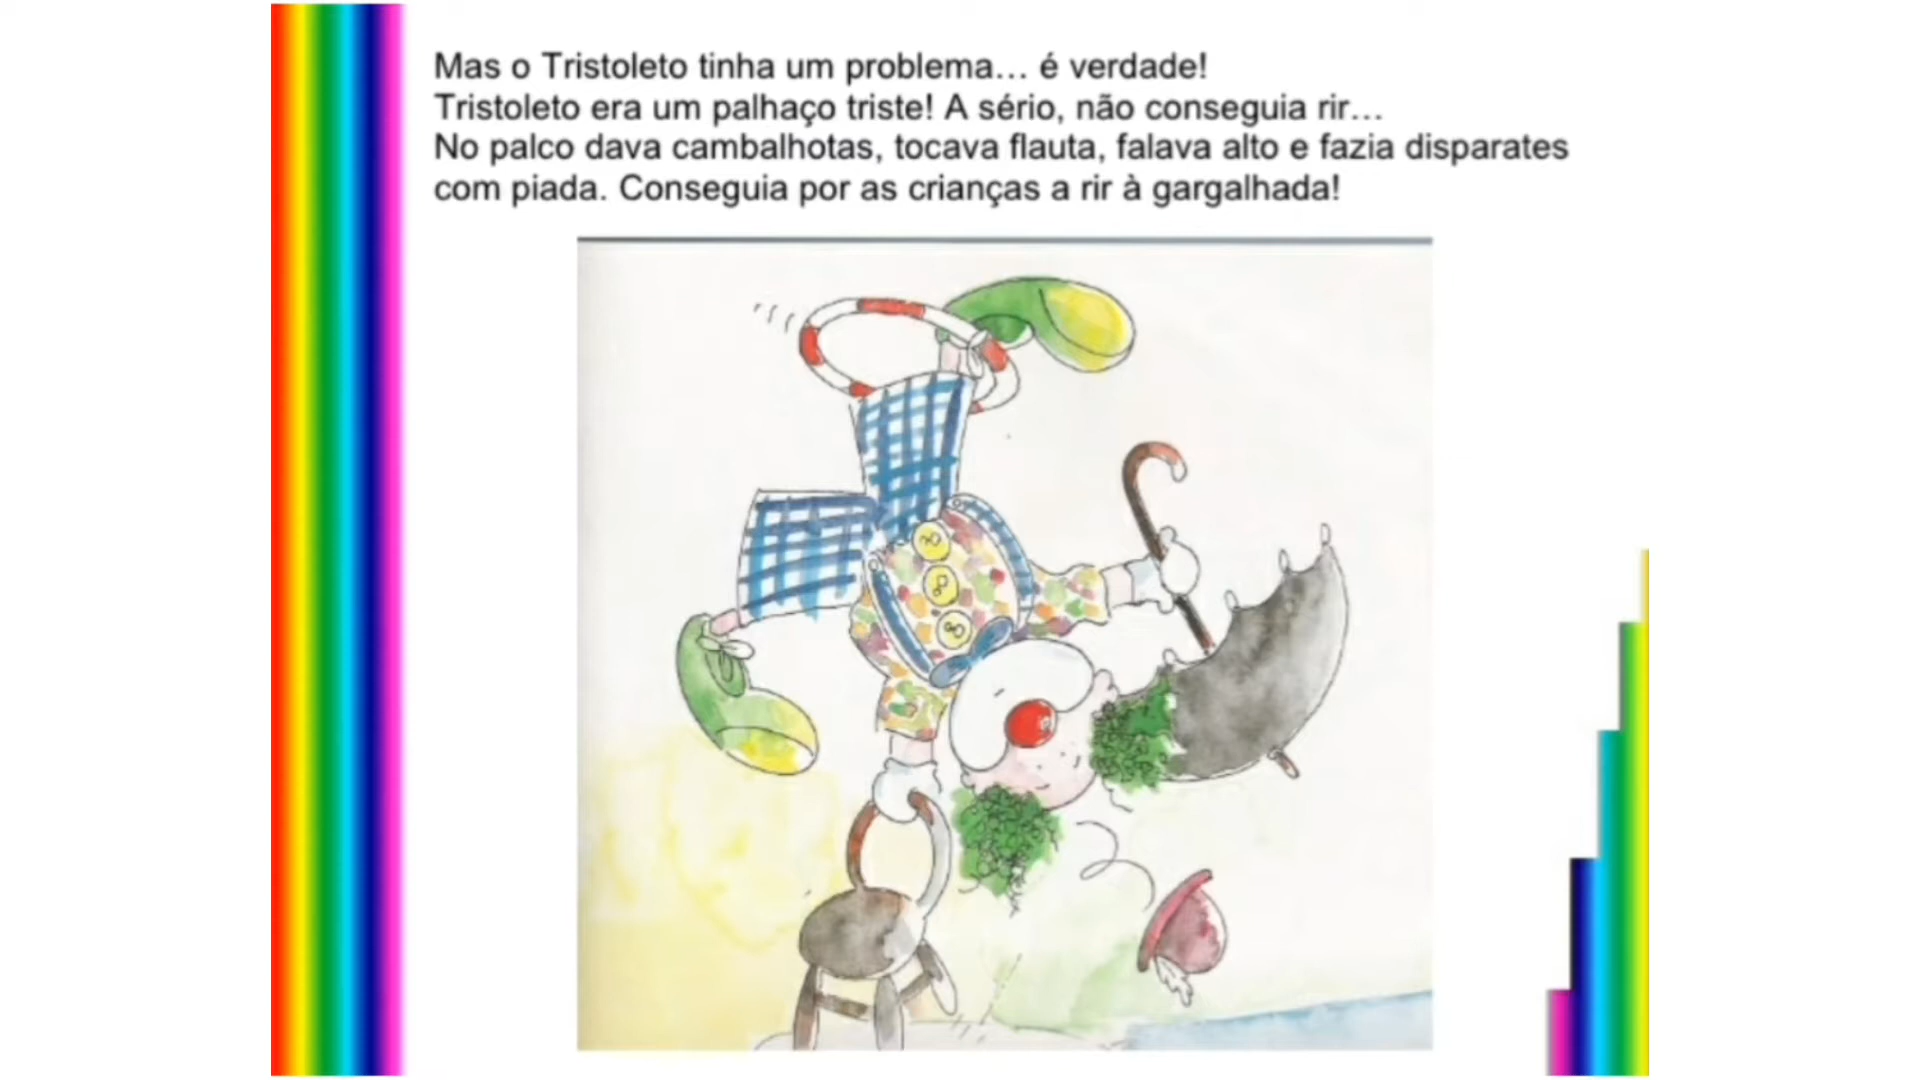 Mas o Tristoleto tinha um problema... é verdade!
Tristoleto era um palhaço triste! A sério, não conseguia rir...
No palco dava cambalhotas, tocava flauta, falava alto e fazia disparates
com piada. Conseguia por as crianças a rir à gargalhada!